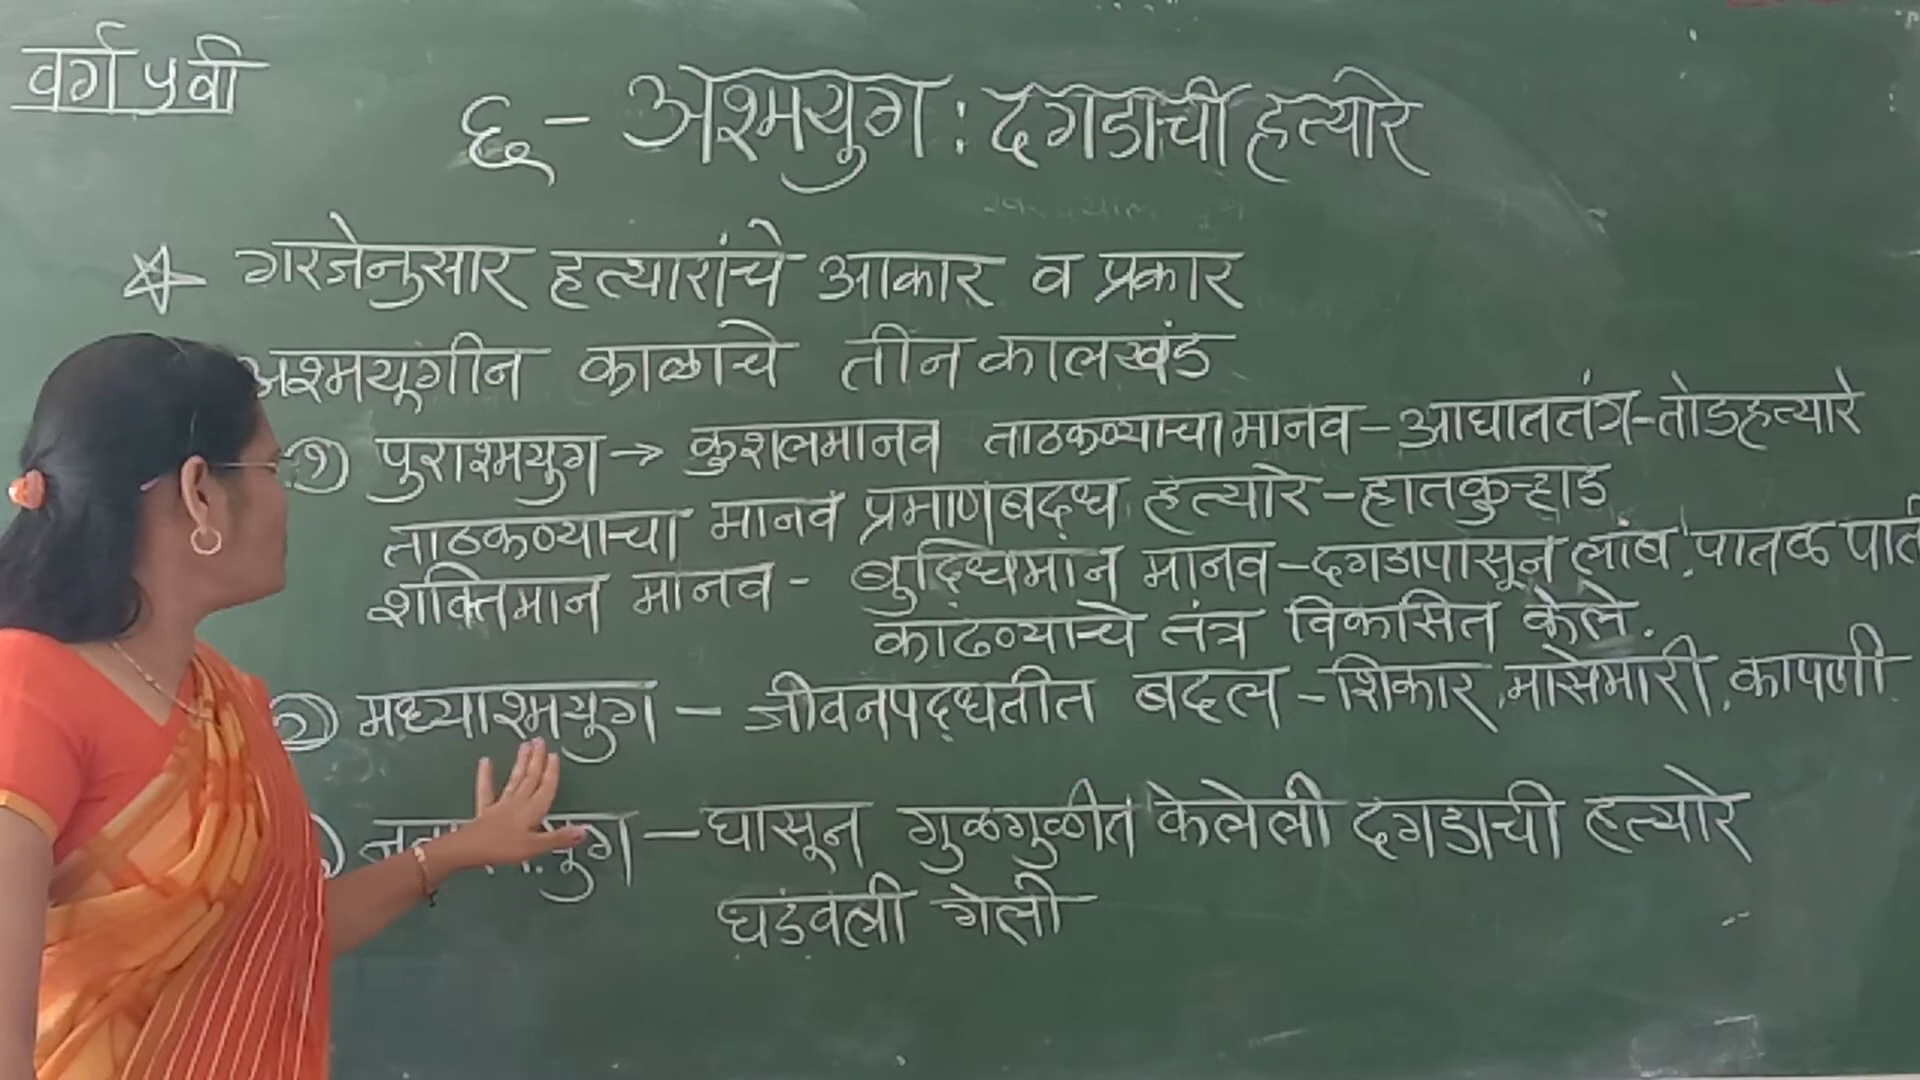 वर्ग ५वी
६ - अश्मयुग : दगडाची हत्यारे
गरजेनुसार हत्यारांचे आकार व प्रकार
अश्मयुगीन काळाचे तीन कालखंड
१) पुराश्मयुग → कुशलमानव ताठकण्याचा मानव - आघाततंत्र - तोडहत्यारे
ताठकण्याचा मानव प्रमाणबद्ध हत्यारे - हातकुऱ्हाड
शक्तिमान मानव - बुद्धिमान मानव - दगडापासून लांब, पातळ पाती
काढण्याचे तंत्र विकसित केले.
२) मध्याश्मयुग - जीवनपद्धतीत बदल - शिकार, मासेमारी, कापणी
युग - घासून गुळगुळीत केलेली दगडाची हत्यारे
घडवली गेली